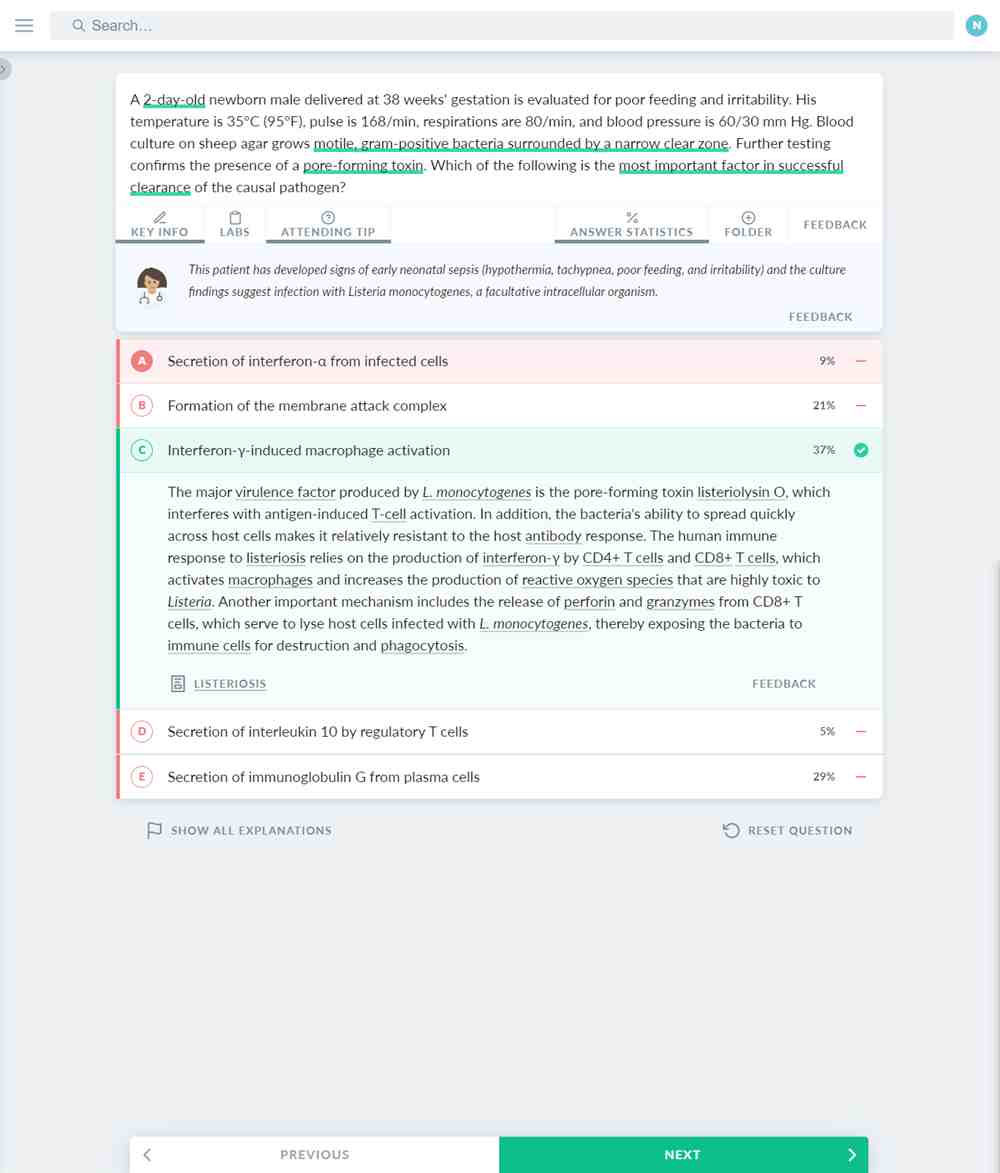 Search...
N
A 2-day-old newborn male delivered at 38 weeks' gestation is evaluated for poor feeding and irritability. His
temperature is 35°C (95°F), pulse is 168/min, respirations are 80/min, and blood pressure is 60/30 mm Hg. Blood
culture on sheep agar grows motile, gram-positive bacteria surrounded by a narrow clear zone. Further testing
confirms the presence of a pore-forming toxin. Which of the following is the most important factor in successful
clearance of the causal pathogen?
KEY INFO LABS ATTENDING TIP ANSWER STATISTICS FOLDER FEEDBACK
This patient has developed signs of early neonatal sepsis (hypothermia, tachypnea, poor feeding, and irritability) and the culture
findings suggest infection with Listeria monocytogenes, a facultative intracellular organism.
FEEDBACK
A Secretion of interferon-α from infected cells 9%
B Formation of the membrane attack complex 21%
C Interferon-γ-induced macrophage activation 37%
The major virulence factor produced by L. monocytogenes is the pore-forming toxin listeriolysin O, which
interferes with antigen-induced T-cell activation. In addition, the bacteria's ability to spread quickly
across host cells makes it relatively resistant to the host antibody response. The human immune
response to listeriosis relies on the production of interferon-γ by CD4+ T cells and CD8+ T cells, which
activates macrophages and increases the production of reactive oxygen species that are highly toxic to
Listeria. Another important mechanism includes the release of perforin and granzymes from CD8+ T
cells, which serve to lyse host cells infected with L. monocytogenes, thereby exposing the bacteria to
immune cells for destruction and phagocytosis.
LISTERIOSIS FEEDBACK
D Secretion of interleukin 10 by regulatory T cells 5%
E Secretion of immunoglobulin G from plasma cells 29%
SHOW ALL EXPLANATIONS RESET QUESTION
PREVIOUS NEXT